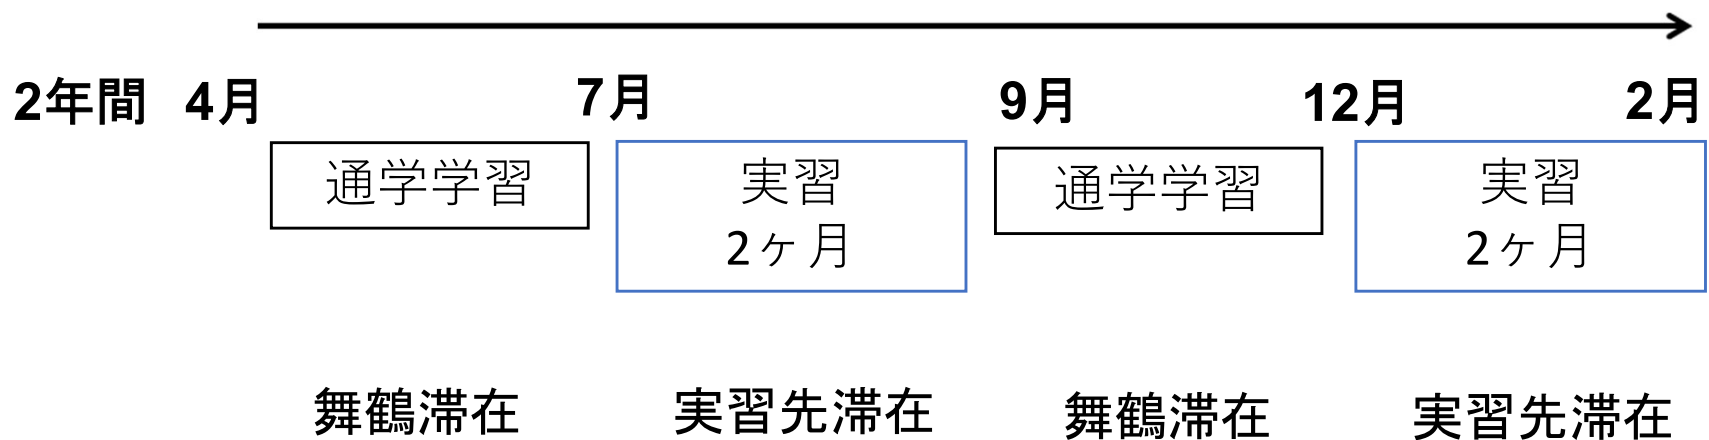 2年間 4月 7月 9月 12月 2月
通学学習 実習 通学学習 実習
2ヶ月 2ヶ月
舞鶴滞在 実習先滞在 舞鶴滞在 実習先滞在